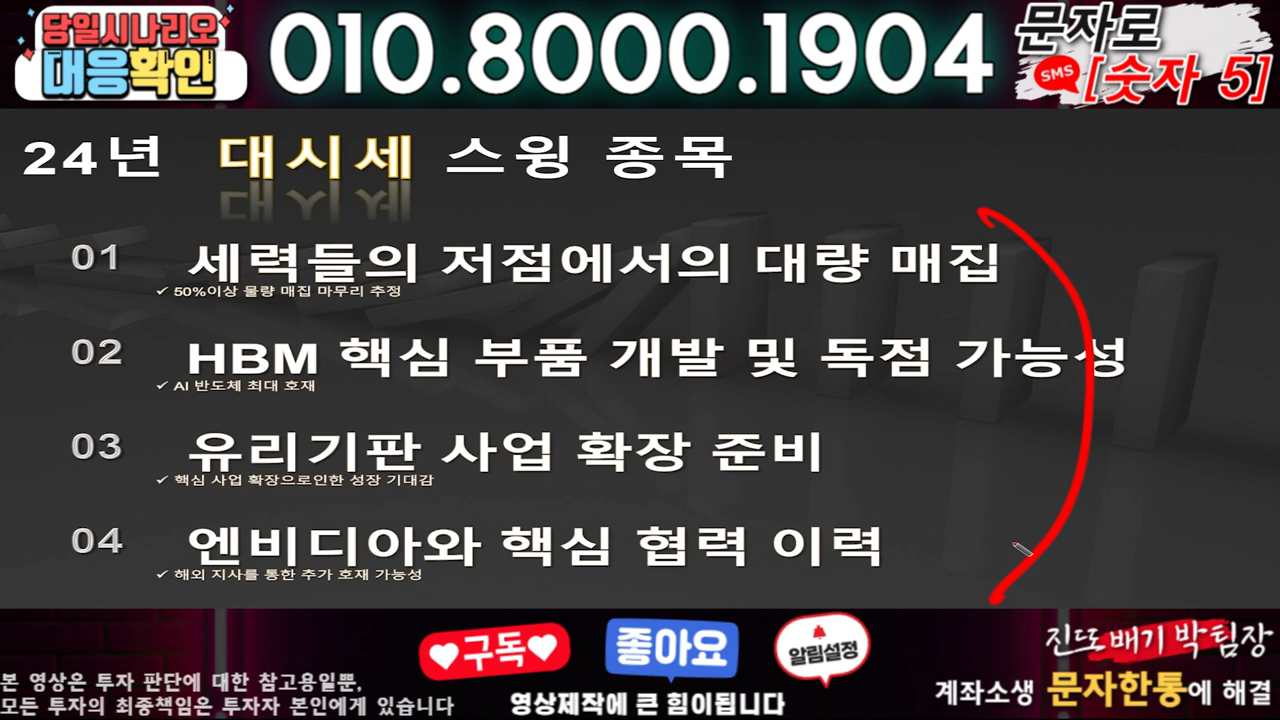 당일시나리오
대응확인
010.8000.1904
문자로
SMS
[숫자 5]
24년 대시세 스윙 종목
01 세력들의 저점에서의 대량 매집
✓ 50%이상 물량 매집 마무리 추정
02 HBM 핵심 부품 개발 및 독점 가능성
✓ AI 반도체 최대 호재
03 유리기판 사업 확장 준비
✓ 핵심 사업 확장으로인한 성장 기대감
04 엔비디아와 핵심 협력 이력
✓ 해외 지사를 통한 추가 호재 가능성
구독
좋아요
알림설정
영상제작에 큰 힘이됩니다
본 영상은 투자 판단에 대한 참고용일뿐,
모든 투자의 최종책임은 투자자 본인에게 있습니다
진또배기 박팀장
계좌소생 문자한통에 해결